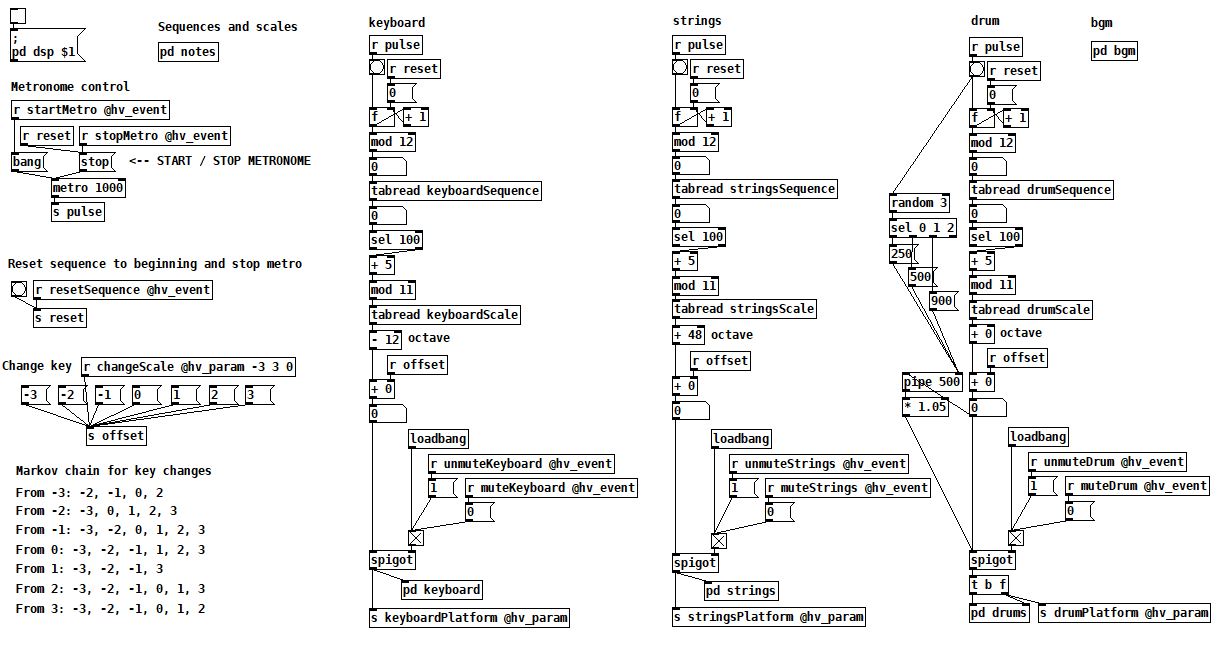 ;
pd dsp $1
Sequences and scales
pd notes
Metronome control
r startMetro @hv_event
r reset
r stopMetro @hv_event
bang
stop
<-- START / STOP METRONOME
metro 1000
s pulse
Reset sequence to beginning and stop metro
r resetSequence @hv_event
s reset
Change key
r changeScale @hv_param -3 3 0
-3
-2
-1
0
1
2
3
s offset
Markov chain for key changes
From -3: -2, -1, 0, 2
From -2: -3, 0, 1, 2, 3
From -1: -3, -2, 0, 1, 2, 3
From 0: -3, -2, -1, 1, 2, 3
From 1: -3, -2, -1, 3
From 2: -3, -2, -1, 0, 1, 3
From 3: -3, -2, -1, 0, 1, 2
keyboard
r pulse
r reset
0
f
+ 1
mod 12
0
tabread keyboardSequence
0
sel 100
+ 5
mod 11
tabread keyboardScale
- 12
octave
r offset
+ 0
0
loadbang
r unmuteKeyboard @hv_event
1
r muteKeyboard @hv_event
0
spigot
pd keyboard
s keyboardPlatform @hv_param
strings
r pulse
r reset
0
f
+ 1
mod 12
0
tabread stringsSequence
0
sel 100
+ 5
mod 11
tabread stringsScale
+ 48
octave
r offset
+ 0
0
loadbang
r unmuteStrings @hv_event
1
r muteStrings @hv_event
0
spigot
pd strings
s stringsPlatform @hv_param
drum
r pulse
r reset
0
f
+ 1
mod 12
0
random 3
tabread drumSequence
0
sel 0 1 2
sel 100
250
+ 5
500
mod 11
900
tabread drumScale
+ 0
octave
r offset
pipe 500
+ 0
* 1.05
0
loadbang
r unmuteDrum @hv_event
1
r muteDrum @hv_event
0
spigot
t b f
pd drums
s drumPlatform @hv_param
bgm
pd bgm